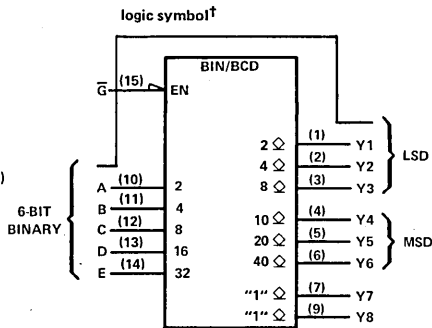 logic symbol†
BIN/BCD
G̅ (15) EN
2 ◇ (1) Y1
4 ◇ (2) Y2
8 ◇ (3) Y3
LSD
)
6-BIT
BINARY
A (10) 2
B (11) 4
C (12) 8
D (13) 16
E (14) 32
10 ◇ (4) Y4
20 ◇ (5) Y5
40 ◇ (6) Y6
MSD
"1" ◇ (7) Y7
"1" ◇ (9) Y8